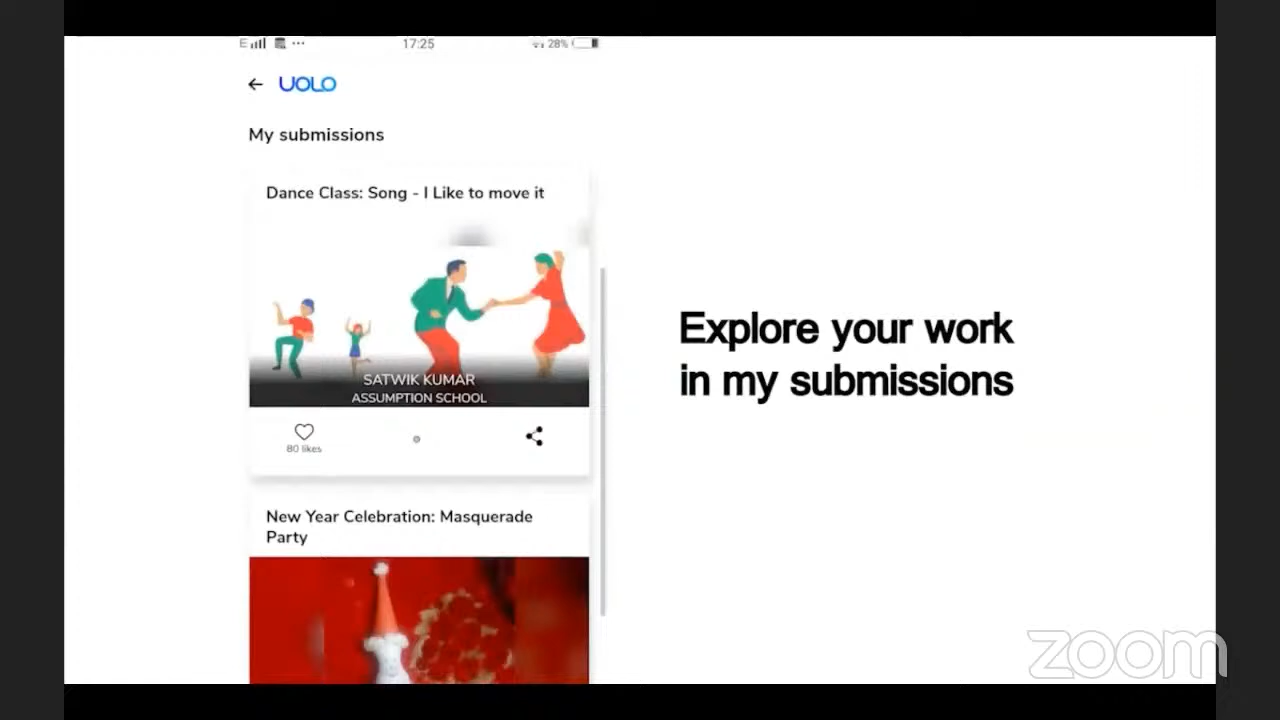 E 17:25 28%
UOLO
My submissions
Dance Class: Song - I Like to move it
SATWIK KUMAR
ASSUMPTION SCHOOL
80 likes
New Year Celebration: Masquerade
Party
Explore your work
in my submissions
zoom